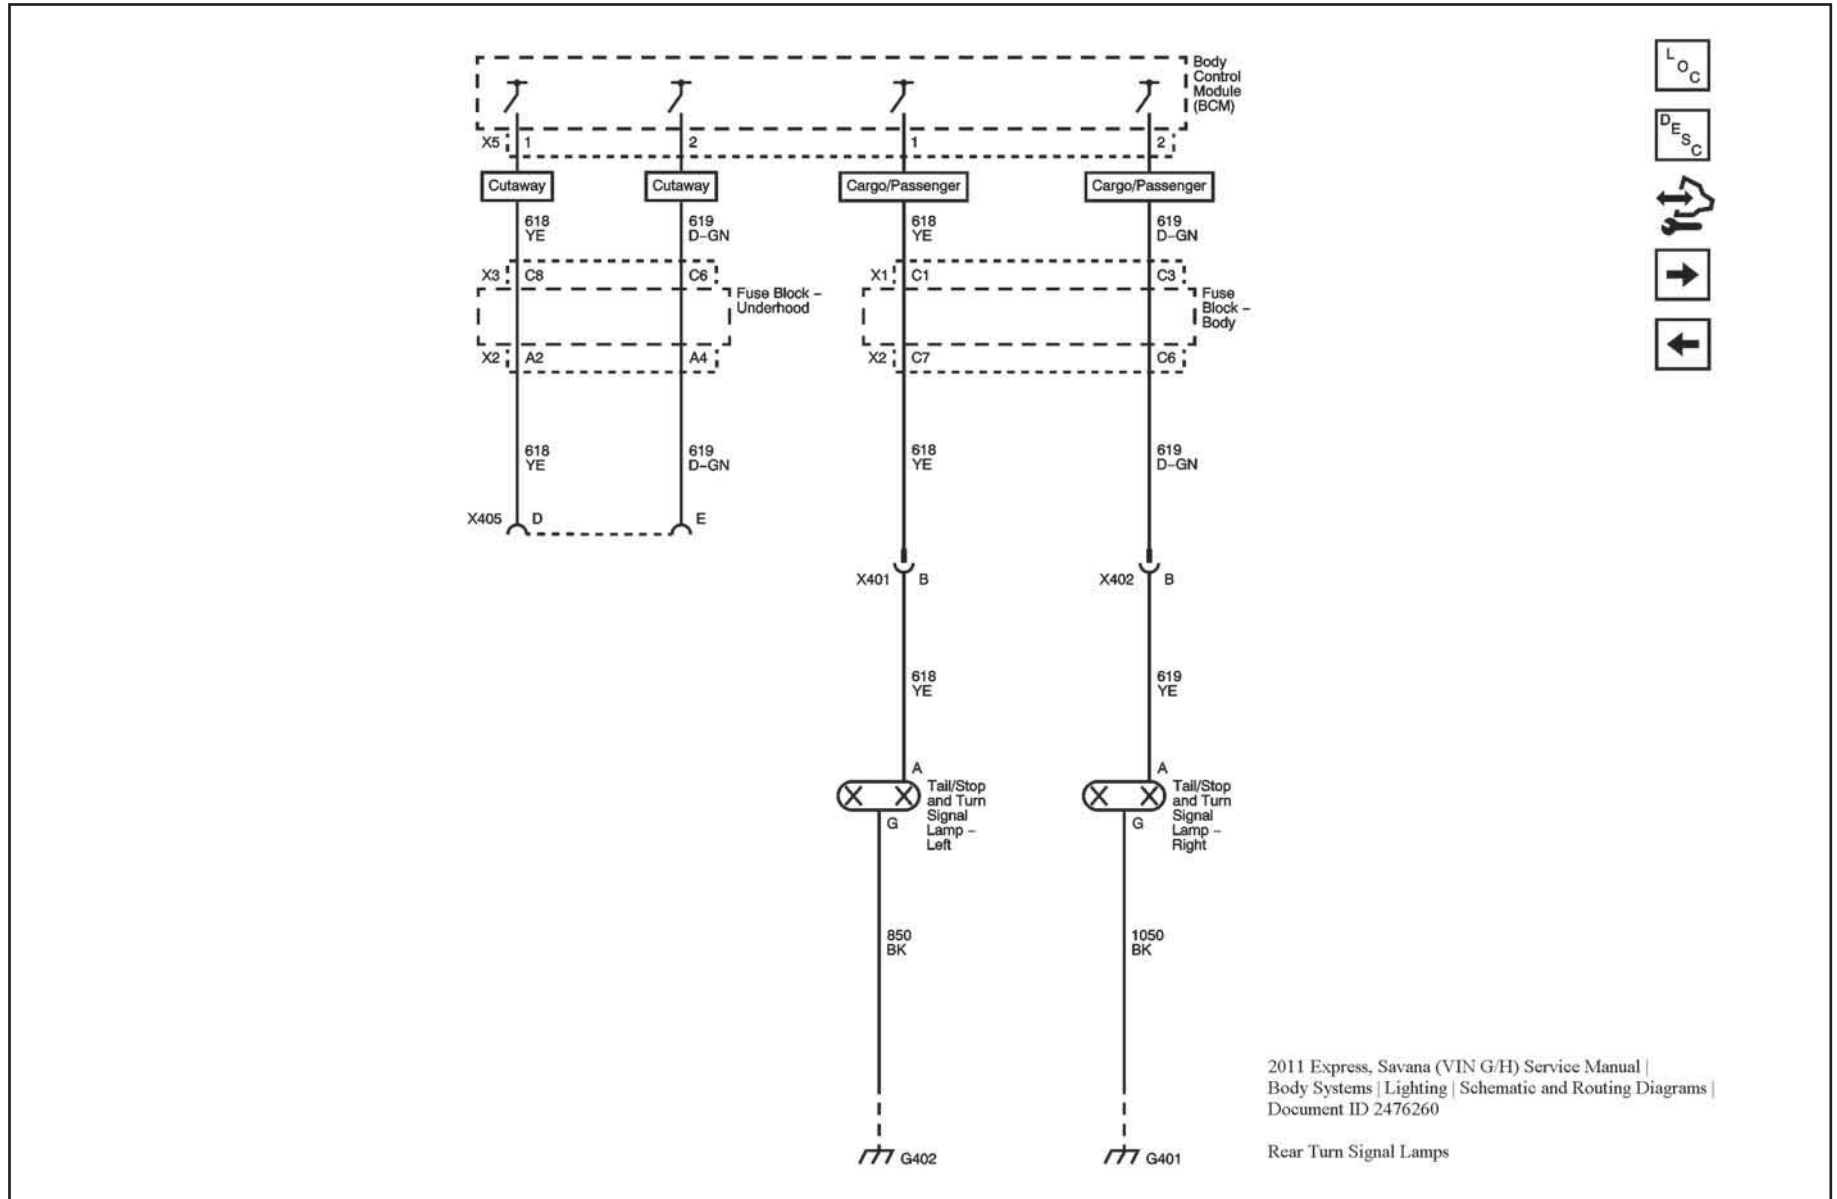 Body
Control
Module
(BCM)
L
O
C
D
E
S
C
X5 1 2 1 2
Cutaway Cutaway Cargo/Passenger Cargo/Passenger
618
YE
619
D-GN
618
YE
619
D-GN
X3 C8 C6 X1 C1 C3
Fuse Block –
Underhood
Fuse
Block –
Body
X2 A2 A4 X2 C7 C6
618
YE
619
D-GN
618
YE
619
D-GN
X405 D E
X401 B X402 B
618
YE
619
YE
A A
Tail/Stop
and Turn
Signal
Lamp –
Left
Tail/Stop
and Turn
Signal
Lamp –
Right
G G
850
BK
1050
BK
G402 G401
2011 Express, Savana (VIN G/H) Service Manual |
Body Systems | Lighting | Schematic and Routing Diagrams |
Document ID 2476260
Rear Turn Signal Lamps